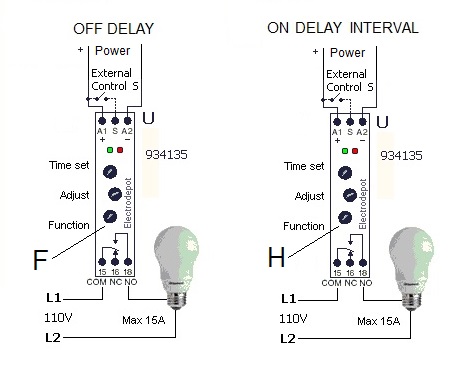 OFF DELAY
+ Power
External
Control S
A1 S A2
+ −
U
934135
Time set
Adjust
Function
Electrodepot
F
15 16 18
COM NC NO
L1
110V
Max 15A
L2
ON DELAY INTERVAL
+ Power
External
Control S
A1 S A2
+ −
U
934135
Time set
Adjust
Function
Electrodepot
H
15 16 18
COM NC NO
L1
110V
Max 15A
L2